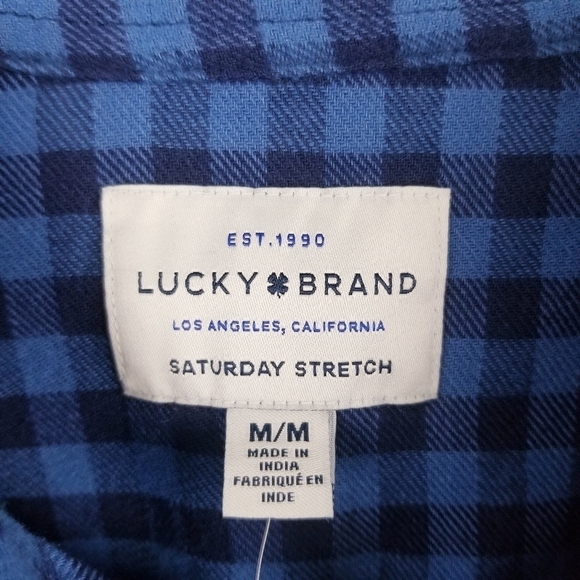 EST.1990
LUCKY BRAND
LOS ANGELES, CALIFORNIA
SATURDAY STRETCH
M/M
MADE IN
INDIA
FABRIQUÉ EN
INDE